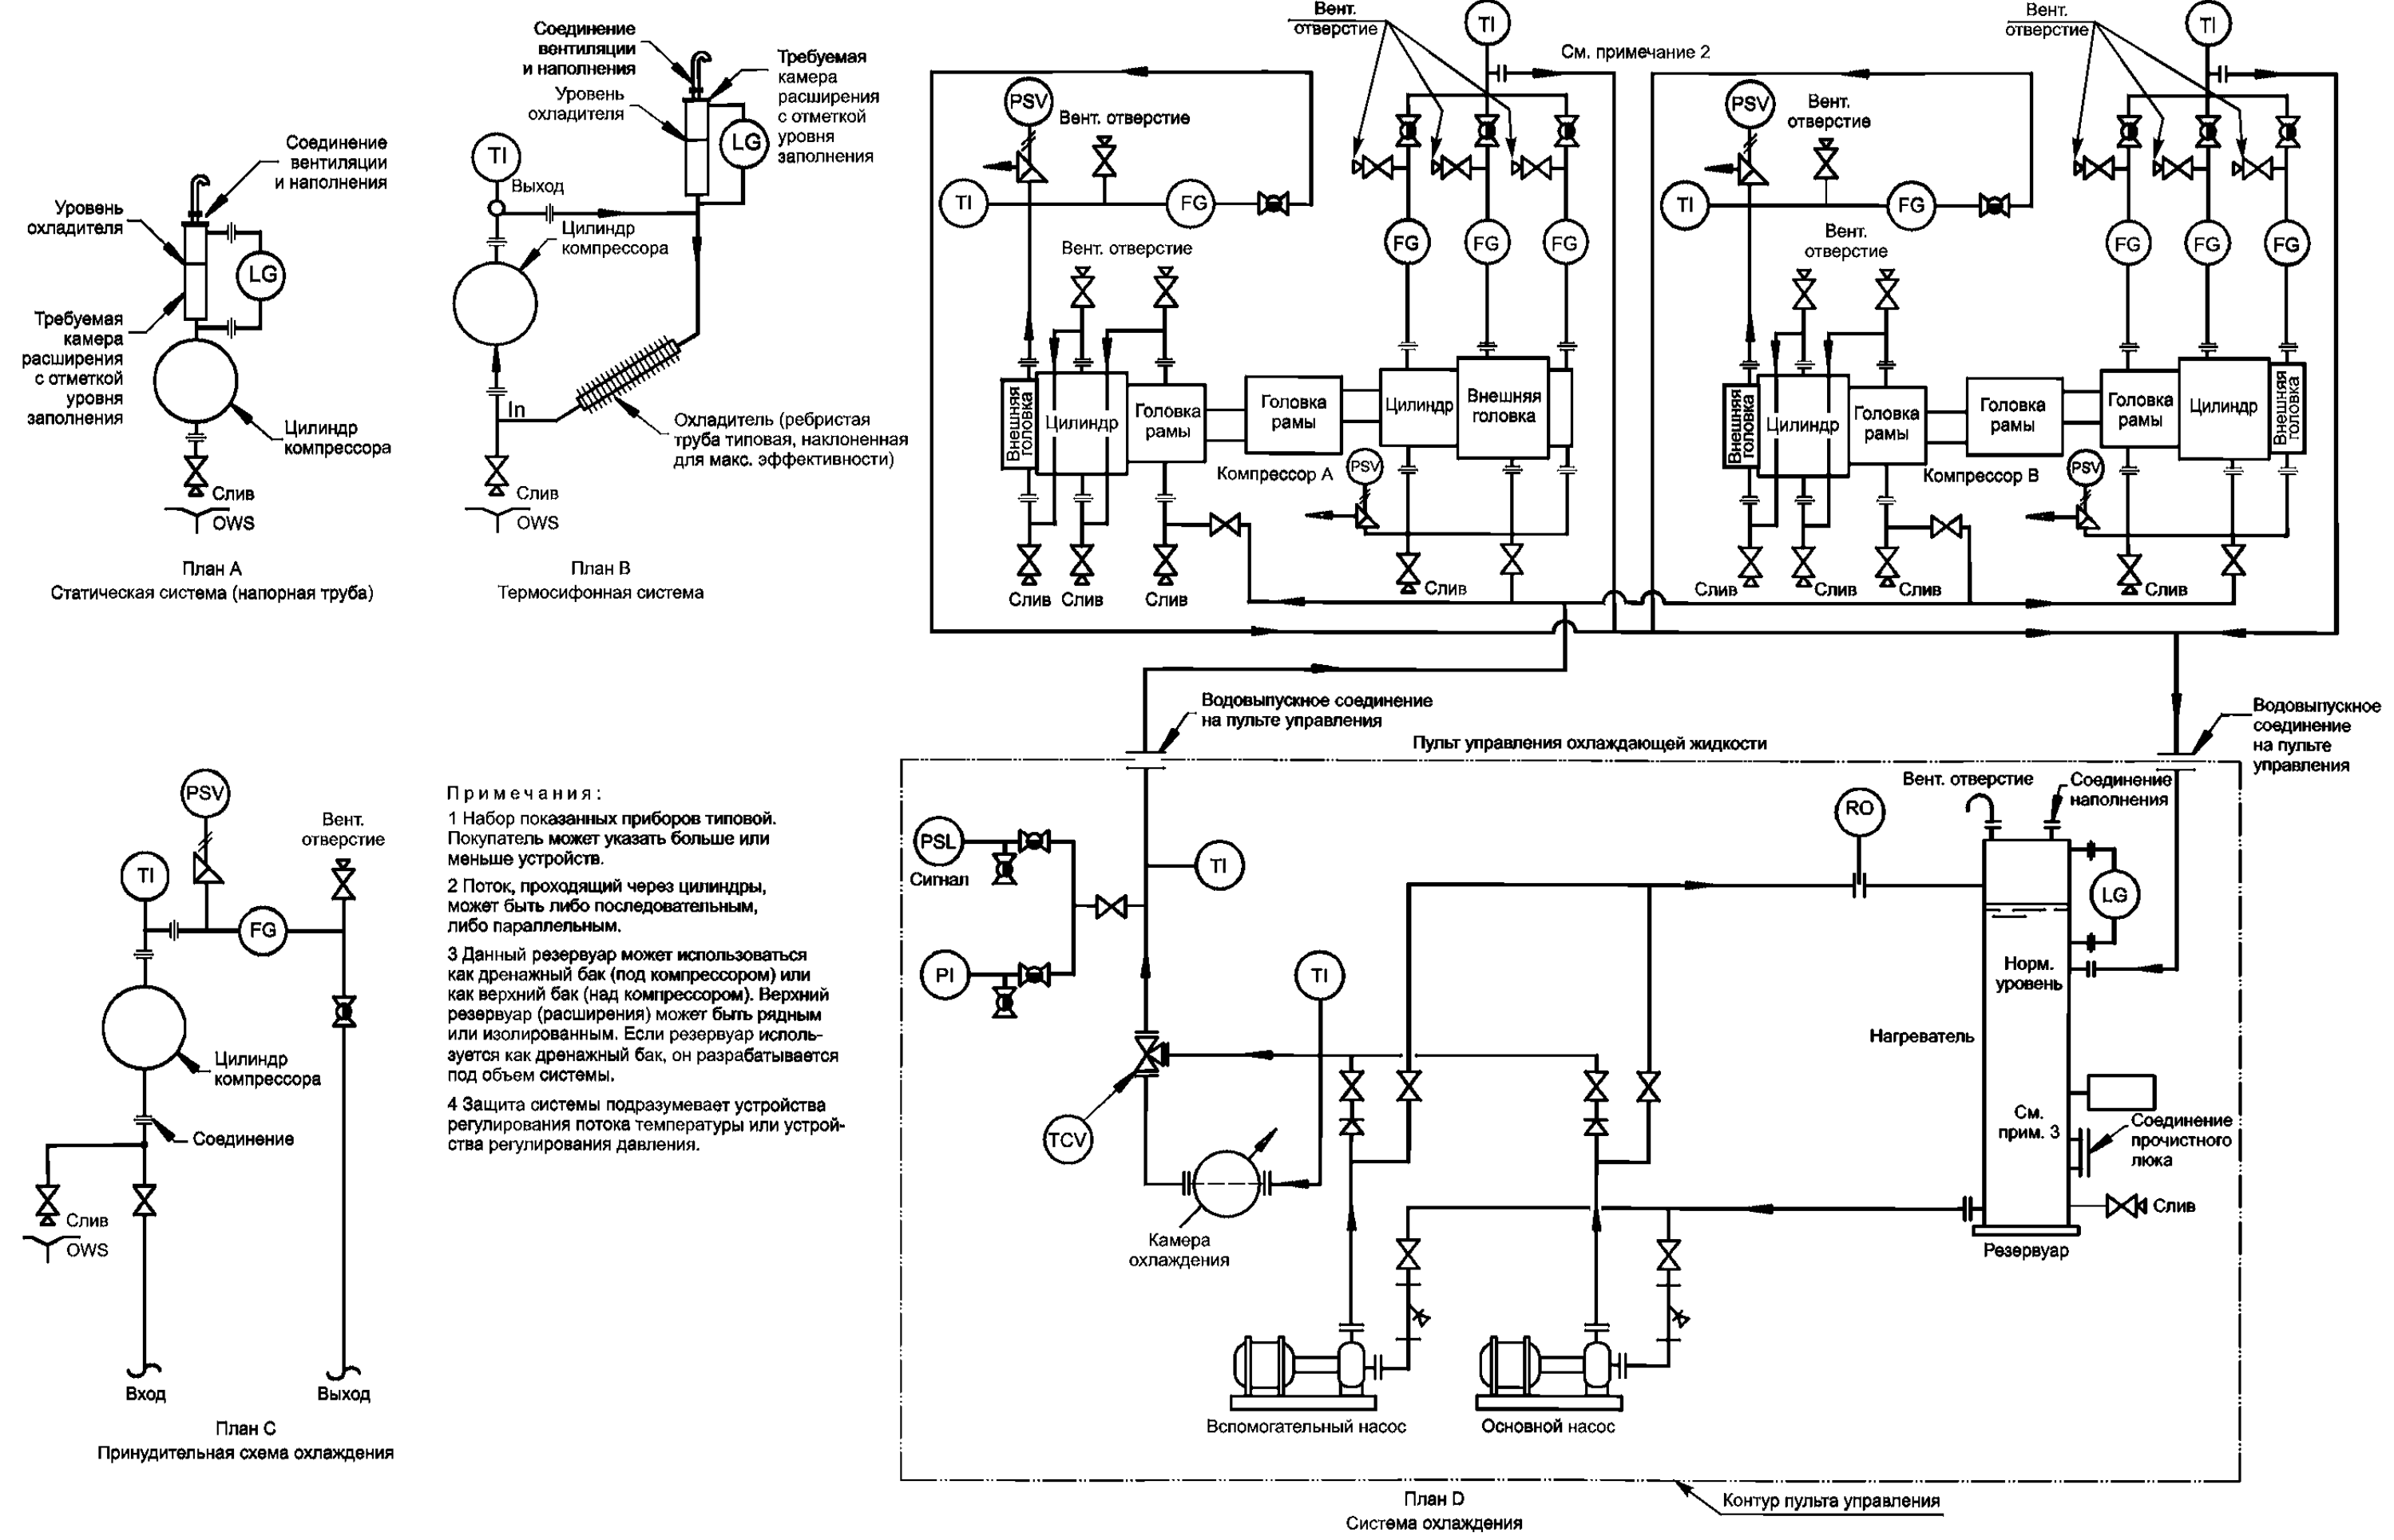 Соединение
вентиляции
и наполнения
Уровень
охладителя
LG
Требуемая
камера
расширения
с отметкой
уровня
заполнения
Цилиндр
компрессора
Слив
OWS
План A
Статическая система (напорная труба)
Соединение
вентиляции
и наполнения
Уровень
охладителя
Требуемая
камера
расширения
с отметкой
уровня
заполнения
TI
LG
Выход
Цилиндр
компрессора
In
Охладитель (ребристая
труба типовая, наклоненная
для макс. эффективности)
Слив
OWS
План B
Термосифонная система
PSV
TI
FG
Вент.
отверстие
Цилиндр
компрессора
Соединение
Слив
OWS
Вход
Выход
План C
Принудительная схема охлаждения
Примечания:
1 Набор показанных приборов типовой.
Покупатель может указать больше или
меньше устройств.
2 Поток, проходящий через цилиндры,
может быть либо последовательным,
либо параллельным.
3 Данный резервуар может использоваться
как дренажный бак (под компрессором) или
как верхний бак (над компрессором). Верхний
резервуар (расширения) может быть рядным
или изолированным. Если резервуар исполь-
зуется как дренажный бак, он разрабатывается
под объем системы.
4 Защита системы подразумевает устройства
регулирования потока температуры или устрой-
ства регулирования давления.
Вент.
отверстие
TI
См. примечание 2
PSV
Вент. отверстие
TI
FG
Вент. отверстие
FG
FG
FG
Внешняя
головка
Цилиндр
Головка
рамы
Головка
рамы
Цилиндр
Внешняя
головка
Компрессор A
PSV
Слив
Слив
Слив
Слив
Вент.
отверстие
TI
PSV
Вент.
отверстие
TI
FG
Вент.
отверстие
FG
FG
FG
Внешняя
головка
Цилиндр
Головка
рамы
Головка
рамы
Головка
рамы
Цилиндр
Внешняя
головка
Компрессор B
PSV
Слив
Слив
Слив
Слив
Водовыпускное соединение
на пульте управления
Водовыпускное
соединение
на пульте
управления
Пульт управления охлаждающей жидкости
PSL
Сигнал
PI
TI
TI
TCV
Камера
охлаждения
RO
Вент. отверстие
Соединение
наполнения
LG
Норм.
уровень
Нагреватель
См.
прим. 3
Соединение
прочистного
люка
Слив
Резервуар
Вспомогательный насос
Основной насос
План D
Система охлаждения
Контур пульта управления